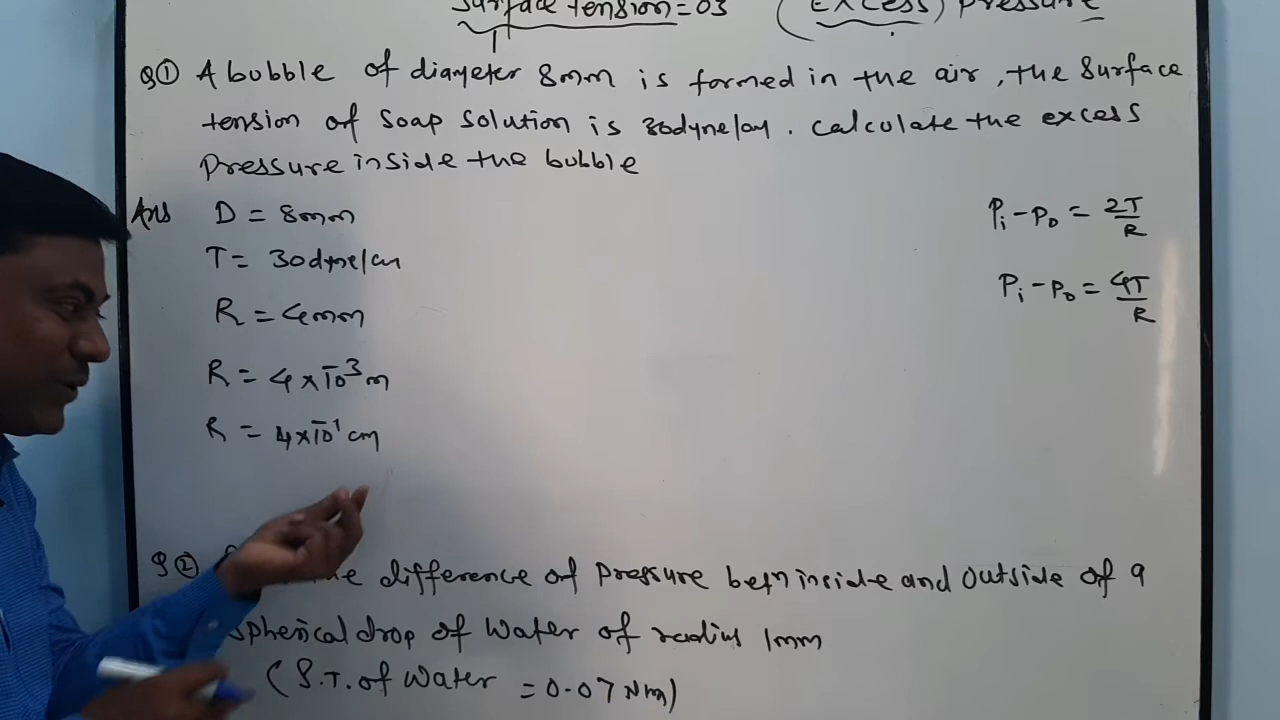 Surface tension = 03 (Excess) Pressure
Q① A bubble of diameter 8mm is formed in the air, the surface
tension of soap solution is 30dyne/cm. calculate the excess
Pressure inside the bubble
Ans D = 8mm
T = 30dyne/cm
R = 4mm
R = 4×10̄³m
R = 4×10̄¹cm
Pi - P0 = 2T/R
Pi - P0 = 4T/R
Q② difference of Pressure betn inside and outside of a
spherical drop of water of radius 1mm
(S.T. of Water = 0.07 N/m)